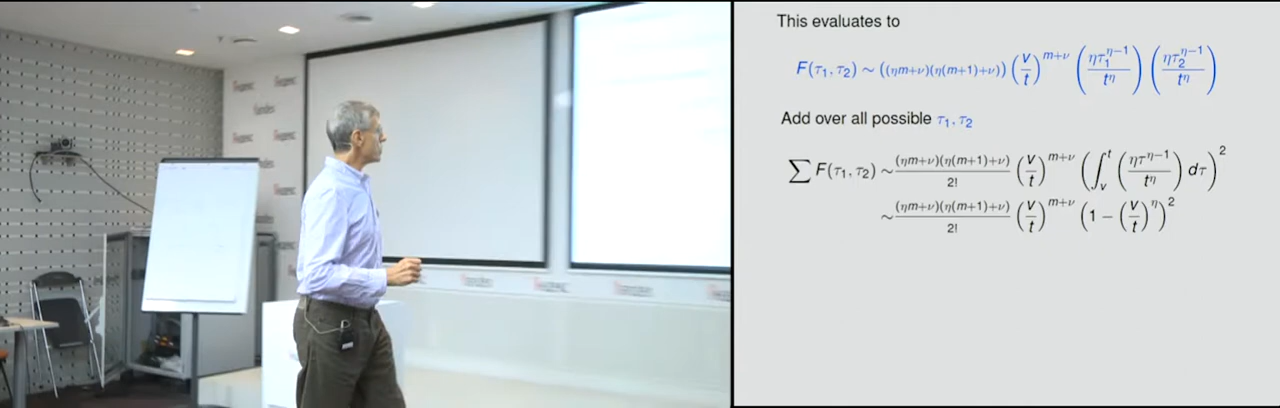 This evaluates to
F(τ₁, τ₂) ~ ((ηm+ν)(η(m+1)+ν)) (v/t)^{m+ν} (ητ₁^{η−1}/t^η) (ητ₂^{η−1}/t^η)
Add over all possible τ₁, τ₂
∑ F(τ₁, τ₂) ~ (ηm+ν)(η(m+1)+ν)/2! (v/t)^{m+ν} (∫_v^t (ητ^{η−1}/t^η) dτ)²
~ (ηm+ν)(η(m+1)+ν)/2! (v/t)^{m+ν} (1 − (v/t)^η)²